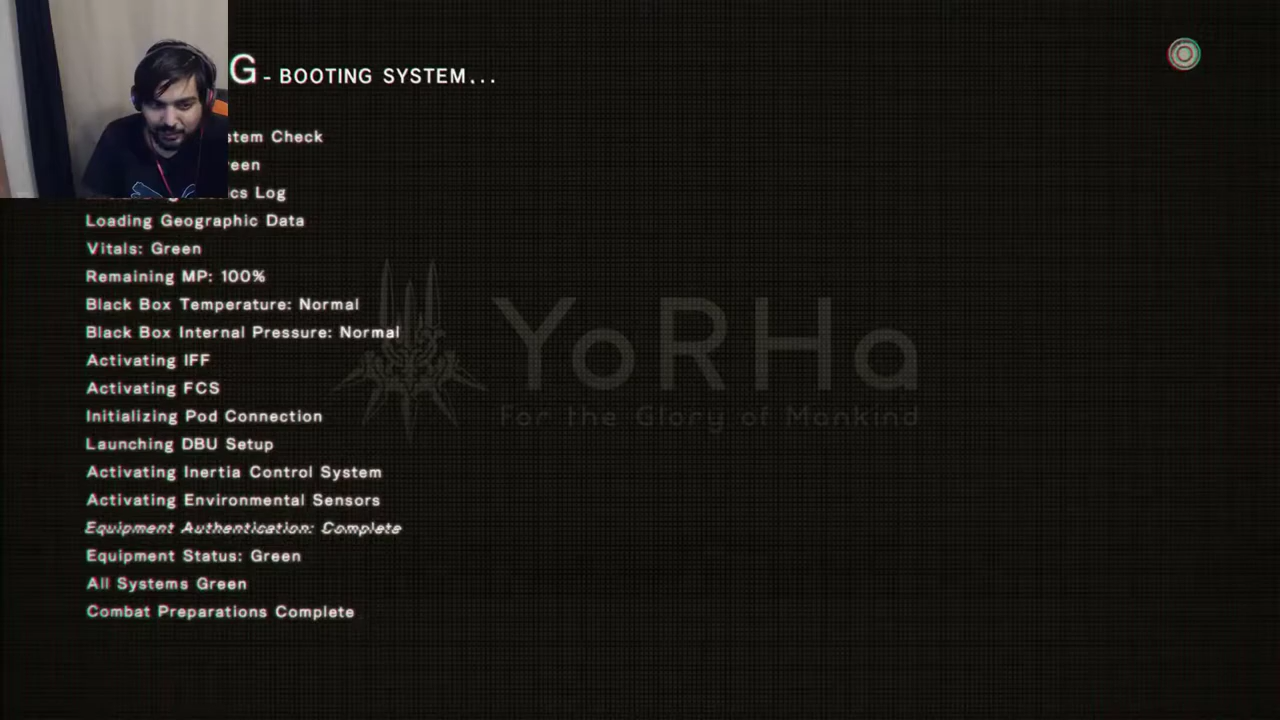 G - BOOTING SYSTEM...
stem Check
een
cs Log
Loading Geographic Data
Vitals: Green
Remaining MP: 100%
Black Box Temperature: Normal
Black Box Internal Pressure: Normal
Activating IFF
Activating FCS
Initializing Pod Connection
Launching DBU Setup
Activating Inertia Control System
Activating Environmental Sensors
Equipment Authentication: Complete
Equipment Status: Green
All Systems Green
Combat Preparations Complete
YoRHa
For the Glory of Mankind